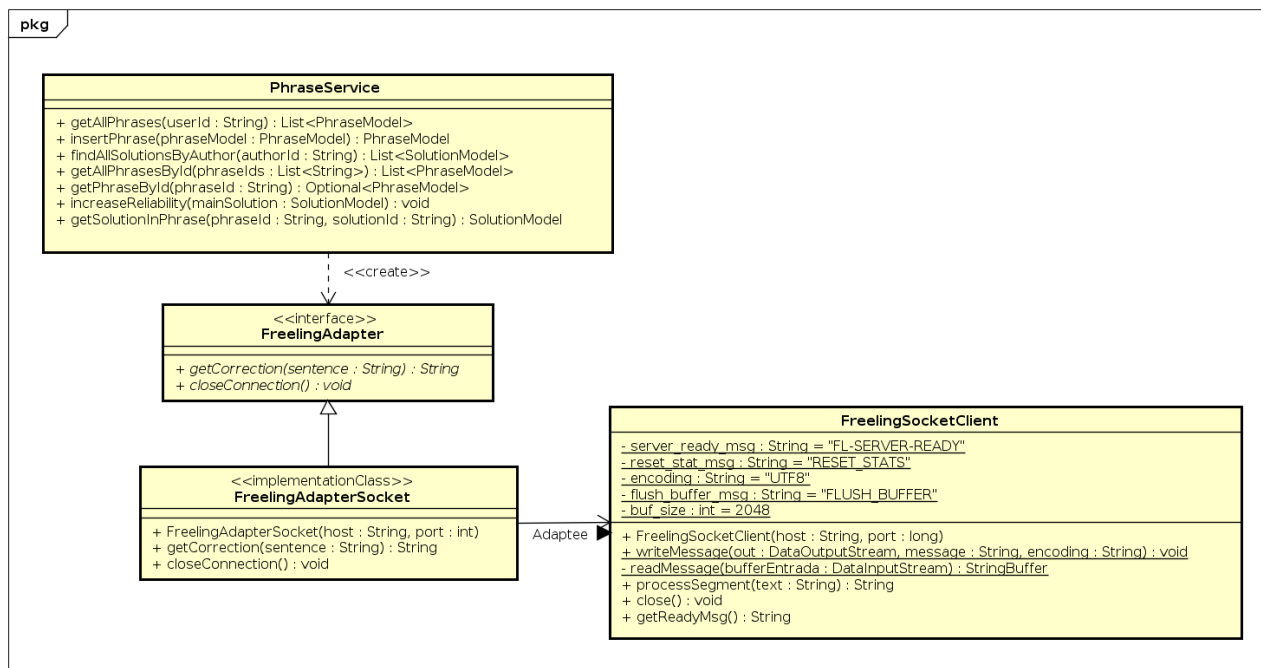 pkg
PhraseService
+ getAllPhrases(userId : String) : List<PhraseModel>
+ insertPhrase(phraseModel : PhraseModel) : PhraseModel
+ findAllSolutionsByAuthor(authorId : String) : List<SolutionModel>
+ getAllPhrasesById(phraseIds : List<String>) : List<PhraseModel>
+ getPhraseById(phraseId : String) : Optional<PhraseModel>
+ increaseReliability(mainSolution : SolutionModel) : void
+ getSolutionInPhrase(phraseId : String, solutionId : String) : SolutionModel
<<create>>
<<interface>>
FreelingAdapter
+ getCorrection(sentence : String) : String
+ closeConnection() : void
<<implementationClass>>
FreelingAdapterSocket
+ FreelingAdapterSocket(host : String, port : int)
+ getCorrection(sentence : String) : String
+ closeConnection() : void
Adaptee
FreelingSocketClient
- server_ready_msg : String = "FL-SERVER-READY"
- reset_stat_msg : String = "RESET_STATS"
- encoding : String = "UTF8"
- flush_buffer_msg : String = "FLUSH_BUFFER"
- buf_size : int = 2048
+ FreelingSocketClient(host : String, port : long)
+ writeMessage(out : DataOutputStream, message : String, encoding : String) : void
- readMessage(bufferEntrada : DataInputStream) : StringBuffer
+ processSegment(text : String) : String
+ close() : void
+ getReadyMsg() : String